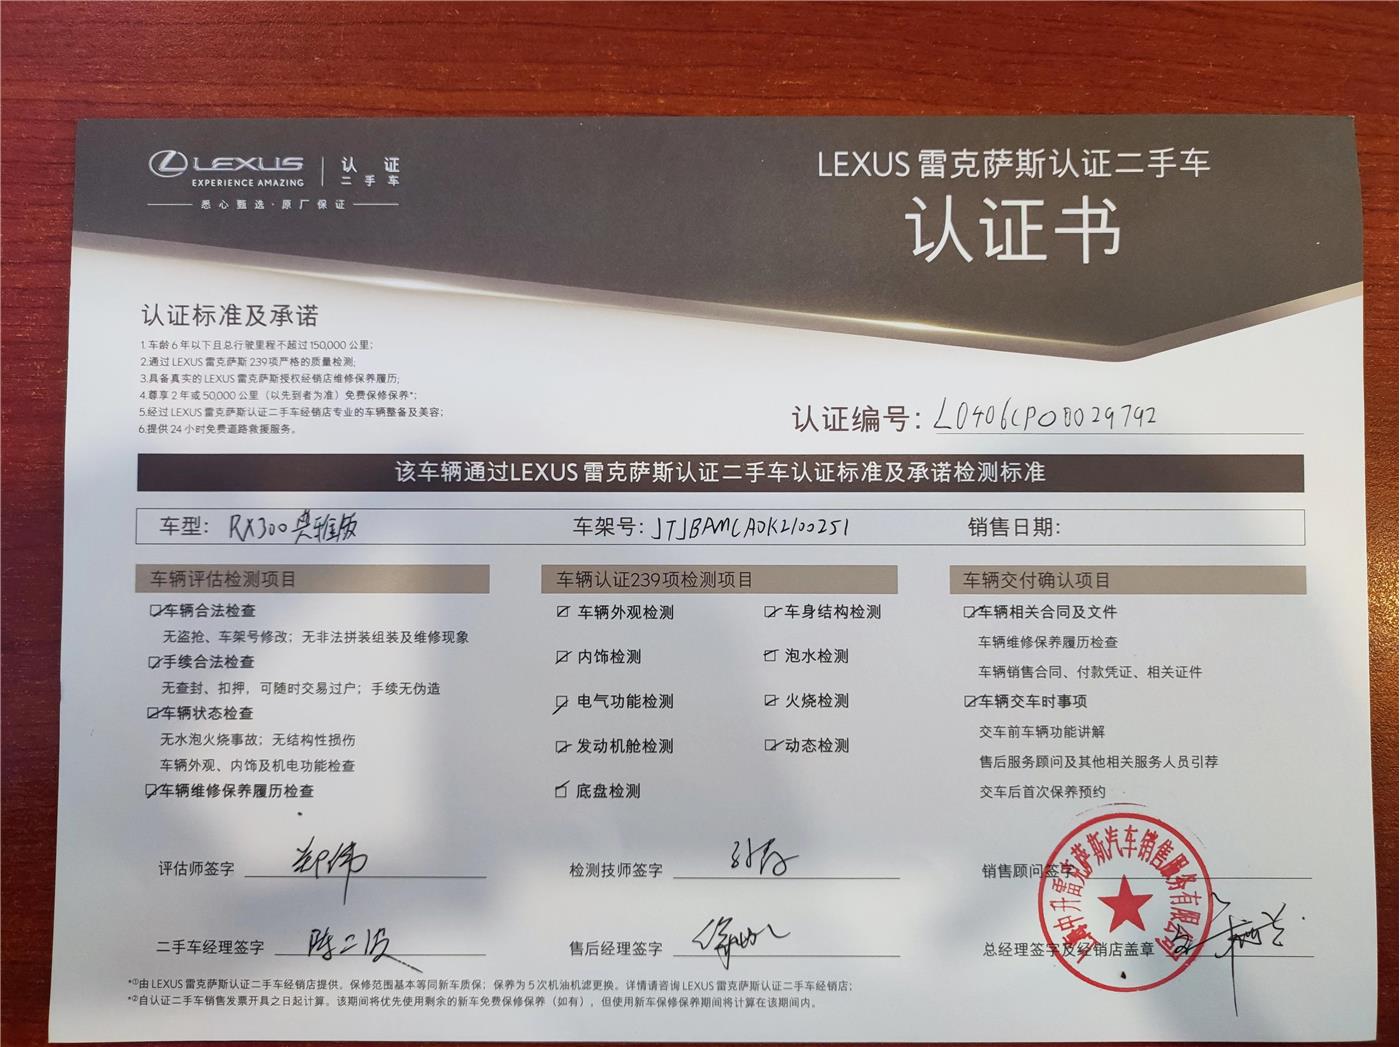 LEXUS
EXPERIENCE AMAZING
认证
二手车
悉心甄选·原厂保证
LEXUS 雷克萨斯认证二手车
认证书
认证标准及承诺
1.车龄6年以下且总行驶里程不超过150,000公里;
2.通过LEXUS雷克萨斯239项严格的质量检测;
3.具备真实的LEXUS雷克萨斯授权经销店维修保养履历;
4.尊享2年或50,000公里（以先到者为准）免费保修保养*;
5.经过LEXUS雷克萨斯认证二手车经销店专业的车辆整备及美容;
6.提供24小时免费道路救援服务。
认证编号: L0406CPO0029792
该车辆通过LEXUS 雷克萨斯认证二手车认证标准及承诺检测标准
车型: RX300典雅版 车架号: JTJBAMCA0K2100251 销售日期:
车辆评估检测项目
车辆合法检查
无盗抢、车架号修改；无非法拼装组装及维修现象
手续合法检查
无查封、扣押，可随时交易过户；手续无伪造
车辆状态检查
无水泡火烧事故；无结构性损伤
车辆外观、内饰及机电功能检查
车辆维修保养履历检查
车辆认证239项检测项目
车辆外观检测 车身结构检测
内饰检测 泡水检测
电气功能检测 火烧检测
发动机舱检测 动态检测
底盘检测
车辆交付确认项目
车辆相关合同及文件
车辆维修保养履历检查
车辆销售合同、付款凭证、相关证件
车辆交车时事项
交车前车辆功能讲解
售后服务顾问及其他相关服务人员引荐
交车后首次保养预约
评估师签字 检测技师签字 销售顾问签字
二手车经理签字 陈二波 售后经理签字 总经理签字及经销店盖章
中升雷克萨斯汽车销售服务有限公司
*①由LEXUS雷克萨斯认证二手车经销店提供。保修范围基本等同新车质保；保养为5次机油机滤更换。详情请咨询LEXUS雷克萨斯认证二手车经销店;
*②自认证二手车销售发票开具之日起计算。该期间将优先使用剩余的新车免费保修保养（如有），但使用新车保修保养期间将计算在该期间内。